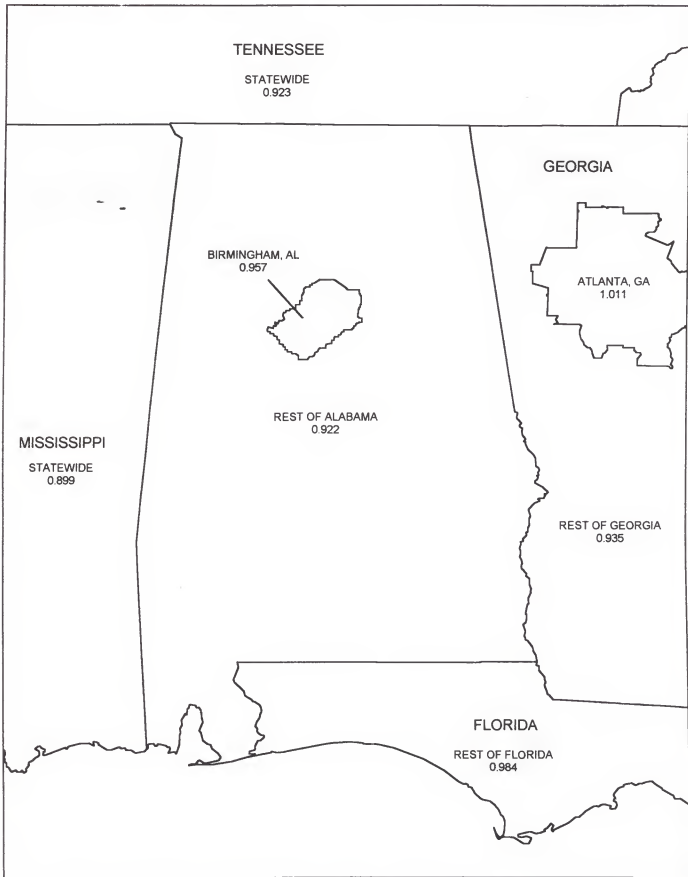 TENNESSEE
STATEWIDE
0.923
GEORGIA
BIRMINGHAM, AL
0.957
ATLANTA, GA
1.011
REST OF ALABAMA
0.922
MISSISSIPPI
STATEWIDE
0.899
REST OF GEORGIA
0.935
FLORIDA
REST OF FLORIDA
0.984